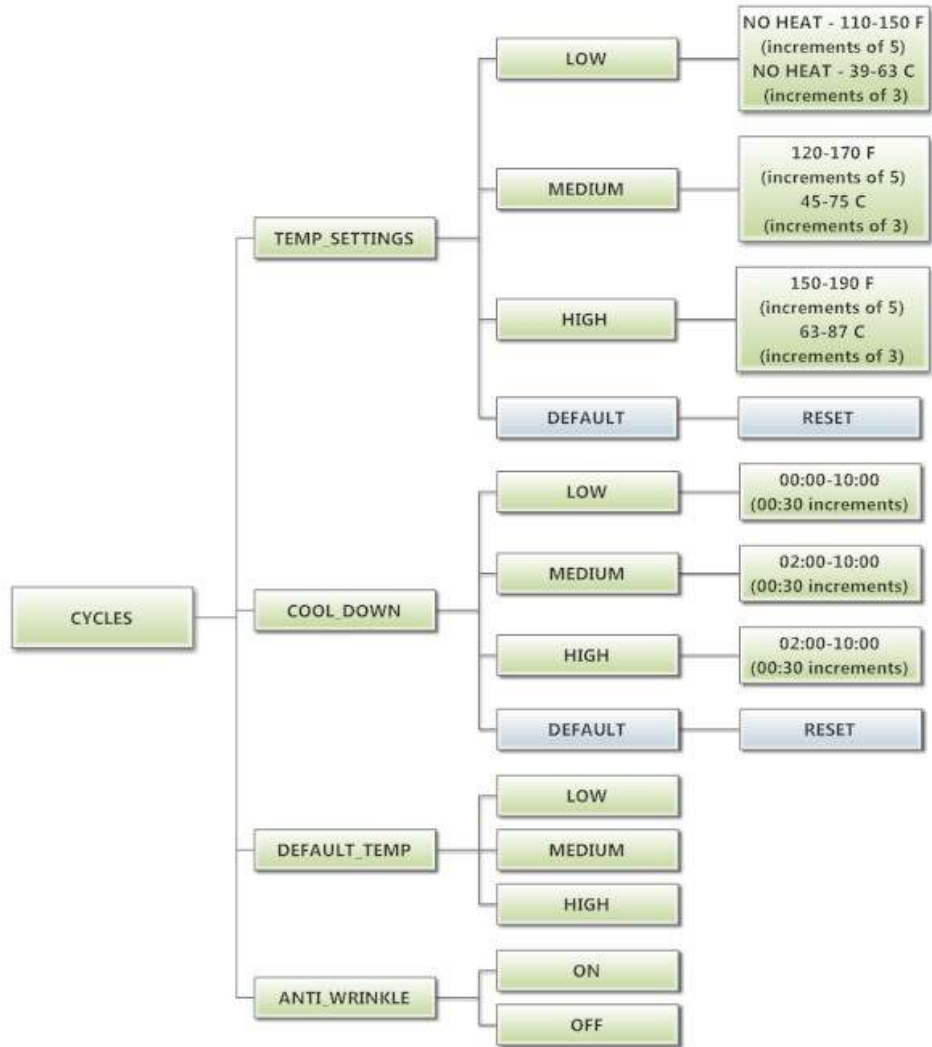 CYCLES
TEMP_SETTINGS
LOW
NO HEAT - 110-150 F
(increments of 5)
NO HEAT - 39-63 C
(increments of 3)
MEDIUM
120-170 F
(increments of 5)
45-75 C
(increments of 3)
HIGH
150-190 F
(increments of 5)
63-87 C
(increments of 3)
DEFAULT
RESET
COOL_DOWN
LOW
00:00-10:00
(00:30 increments)
MEDIUM
02:00-10:00
(00:30 increments)
HIGH
02:00-10:00
(00:30 increments)
DEFAULT
RESET
DEFAULT_TEMP
LOW
MEDIUM
HIGH
ANTI_WRINKLE
ON
OFF